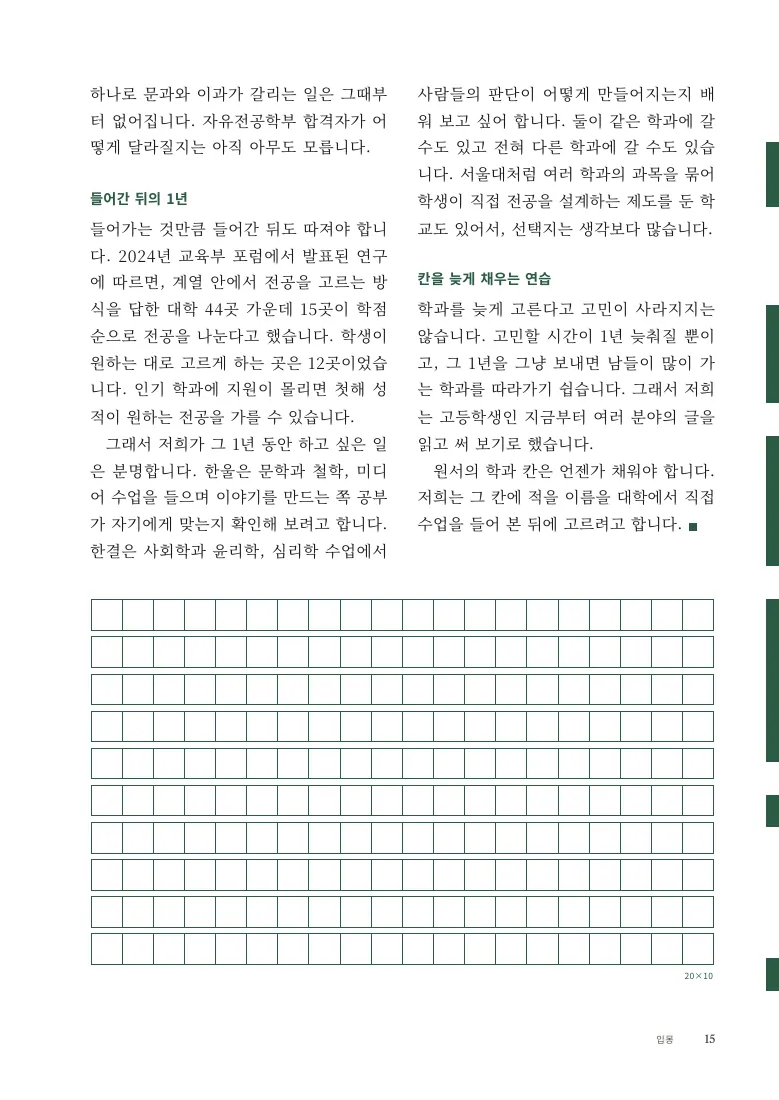 하나로 문과와 이과가 갈리는 일은 그때부
터 없어집니다. 자유전공학부 합격자가 어
떻게 달라질지는 아직 아무도 모릅니다.
들어간 뒤의 1년
들어가는 것만큼 들어간 뒤도 따져야 합니
다. 2024년 교육부 포럼에서 발표된 연구
에 따르면, 계열 안에서 전공을 고르는 방
식을 답한 대학 44곳 가운데 15곳이 학점
순으로 전공을 나눈다고 했습니다. 학생이
원하는 대로 고르게 하는 곳은 12곳이었습
니다. 인기 학과에 지원이 몰리면 첫해 성
적이 원하는 전공을 가를 수 있습니다.
그래서 저희가 그 1년 동안 하고 싶은 일
은 분명합니다. 한울은 문학과 철학, 미디
어 수업을 들으며 이야기를 만드는 쪽 공부
가 자기에게 맞는지 확인해 보려고 합니다.
한결은 사회학과 윤리학, 심리학 수업에서
사람들의 판단이 어떻게 만들어지는지 배
워 보고 싶어 합니다. 둘이 같은 학과에 갈
수도 있고 전혀 다른 학과에 갈 수도 있습
니다. 서울대처럼 여러 학과의 과목을 묶어
학생이 직접 전공을 설계하는 제도를 둔 학
교도 있어서, 선택지는 생각보다 많습니다.
칸을 늦게 채우는 연습
학과를 늦게 고른다고 고민이 사라지지는
않습니다. 고민할 시간이 1년 늦춰질 뿐이
고, 그 1년을 그냥 보내면 남들이 많이 가
는 학과를 따라가기 쉽습니다. 그래서 저희
는 고등학생인 지금부터 여러 분야의 글을
읽고 써 보기로 했습니다.
원서의 학과 칸은 언젠가 채워야 합니다.
저희는 그 칸에 적을 이름을 대학에서 직접
수업을 들어 본 뒤에 고르려고 합니다. ■
20×10
입몽 15